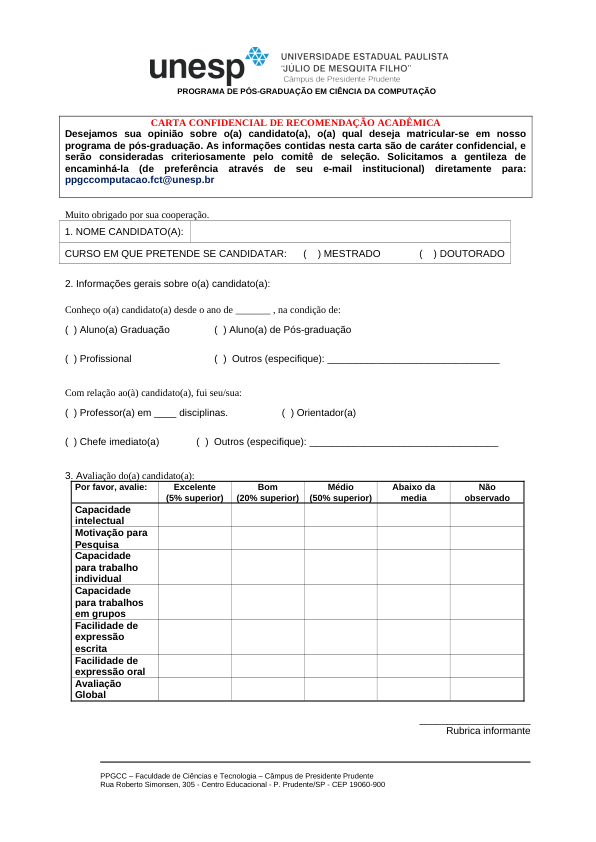 unesp
UNIVERSIDADE ESTADUAL PAULISTA
"JÚLIO DE MESQUITA FILHO"
Câmpus de Presidente Prudente
PROGRAMA DE PÓS-GRADUAÇÃO EM CIÊNCIA DA COMPUTAÇÃO
CARTA CONFIDENCIAL DE RECOMENDAÇÃO ACADÊMICA
Desejamos sua opinião sobre o(a) candidato(a), o(a) qual deseja matricular-se em nosso
programa de pós-graduação. As informações contidas nesta carta são de caráter confidencial, e
serão consideradas criteriosamente pelo comitê de seleção. Solicitamos a gentileza de
encaminhá-la (de preferência através de seu e-mail institucional) diretamente para:
ppgccomputacao.fct@unesp.br
Muito obrigado por sua cooperação.
1. NOME CANDIDATO(A):
CURSO EM QUE PRETENDE SE CANDIDATAR: ( ) MESTRADO ( ) DOUTORADO
2. Informações gerais sobre o(a) candidato(a):
Conheço o(a) candidato(a) desde o ano de _______ , na condição de:
( ) Aluno(a) Graduação ( ) Aluno(a) de Pós-graduação
( ) Profissional ( ) Outros (especifique): _______________________________
Com relação ao(à) candidato(a), fui seu/sua:
( ) Professor(a) em ____ disciplinas. ( ) Orientador(a)
( ) Chefe imediato(a) ( ) Outros (especifique): __________________________________
3. Avaliação do(a) candidato(a):
Por favor, avalie: Excelente Bom Médio Abaixo da Não
(5% superior) (20% superior) (50% superior) media observado
Capacidade
intelectual
Motivação para
Pesquisa
Capacidade
para trabalho
individual
Capacidade
para trabalhos
em grupos
Facilidade de
expressão
escrita
Facilidade de
expressão oral
Avaliação
Global
____________________
Rubrica informante
PPGCC – Faculdade de Ciências e Tecnologia – Câmpus de Presidente Prudente
Rua Roberto Simonsen, 305 - Centro Educacional - P. Prudente/SP - CEP 19060-900